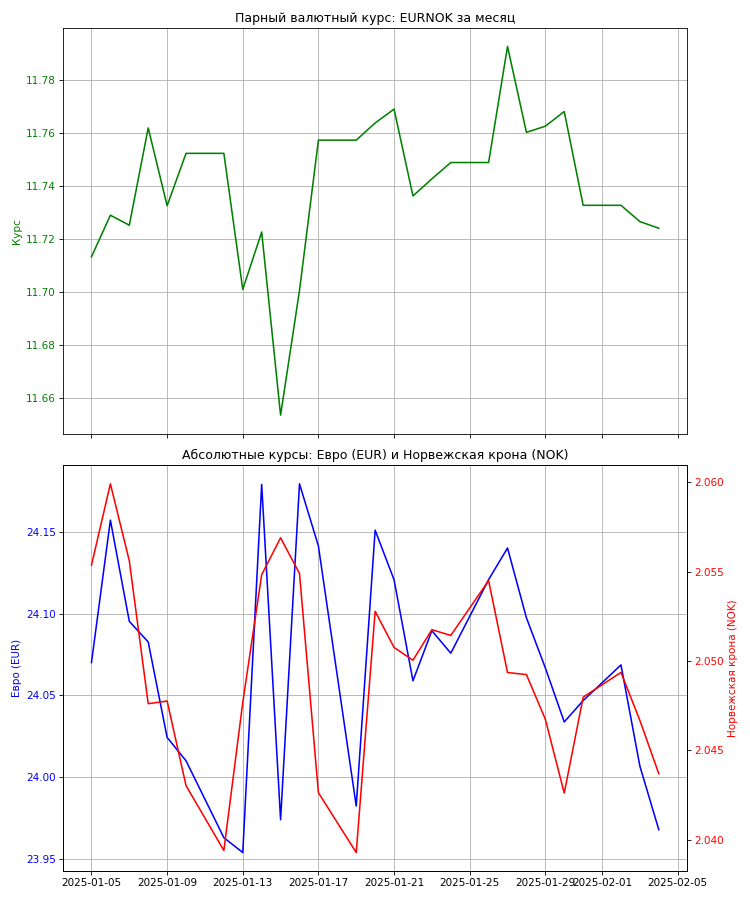 Парный валютный курс: EURNOK за месяц
11.78
11.76
11.74
11.72
11.70
11.68
11.66
Курс
Абсолютные курсы: Евро (EUR) и Норвежская крона (NOK)
24.15
24.10
24.05
24.00
23.95
Евро (EUR)
2.060
2.055
2.050
2.045
2.040
Норвежская крона (NOK)
2025-01-05 2025-01-09 2025-01-13 2025-01-17 2025-01-21 2025-01-25 2025-01-29 2025-02-01 2025-02-05